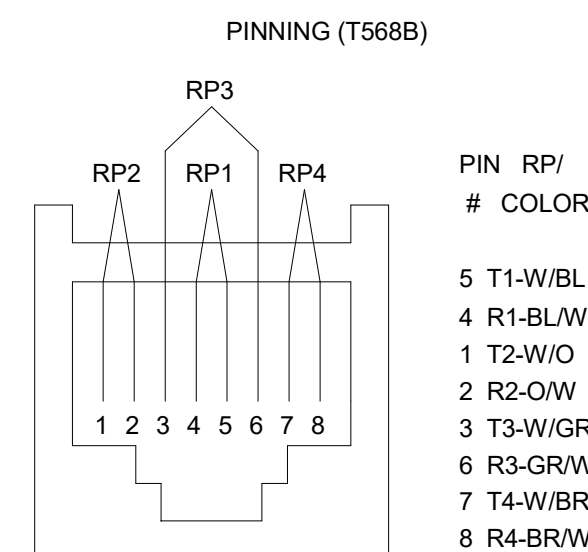 PINNING (T568B)
RP3
RP2 RP1 RP4
1 2 3 4 5 6 7 8
PIN RP/
# COLOR
5 T1-W/BL
4 R1-BL/W
1 T2-W/O
2 R2-O/W
3 T3-W/GR
6 R3-GR/W
7 T4-W/BR
8 R4-BR/W